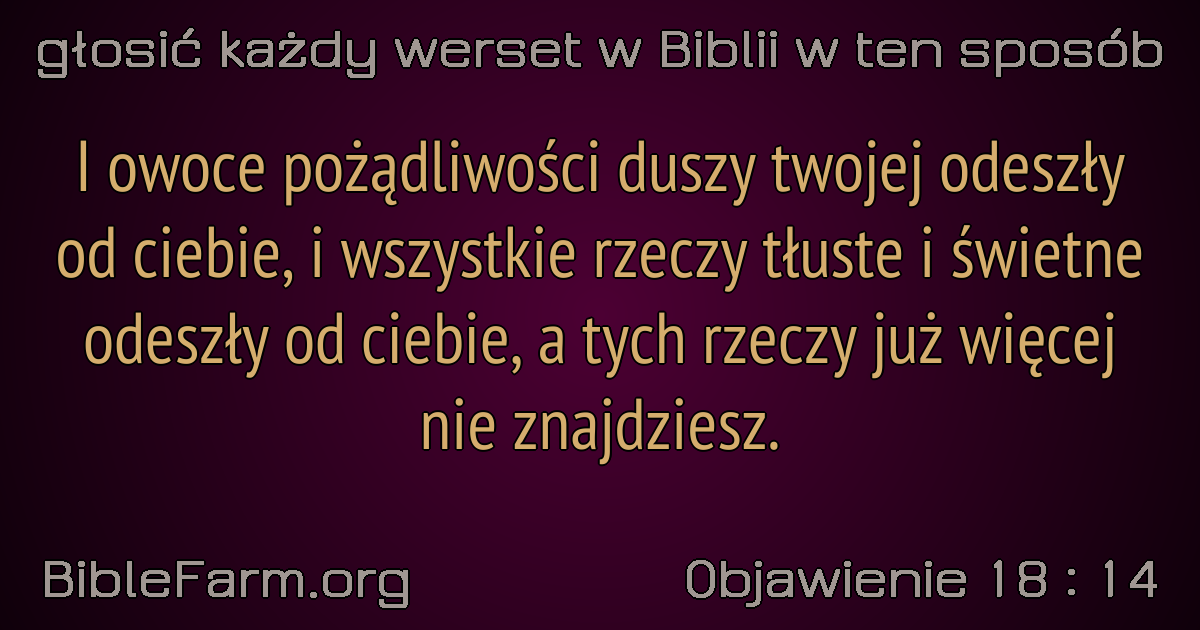 głosić każdy werset w Biblii w ten sposób
I owoce pożądliwości duszy twojej odeszły
od ciebie, i wszystkie rzeczy tłuste i świetne
odeszły od ciebie, a tych rzeczy już więcej
nie znajdziesz.
BibleFarm.org
Objawienie 18 : 14